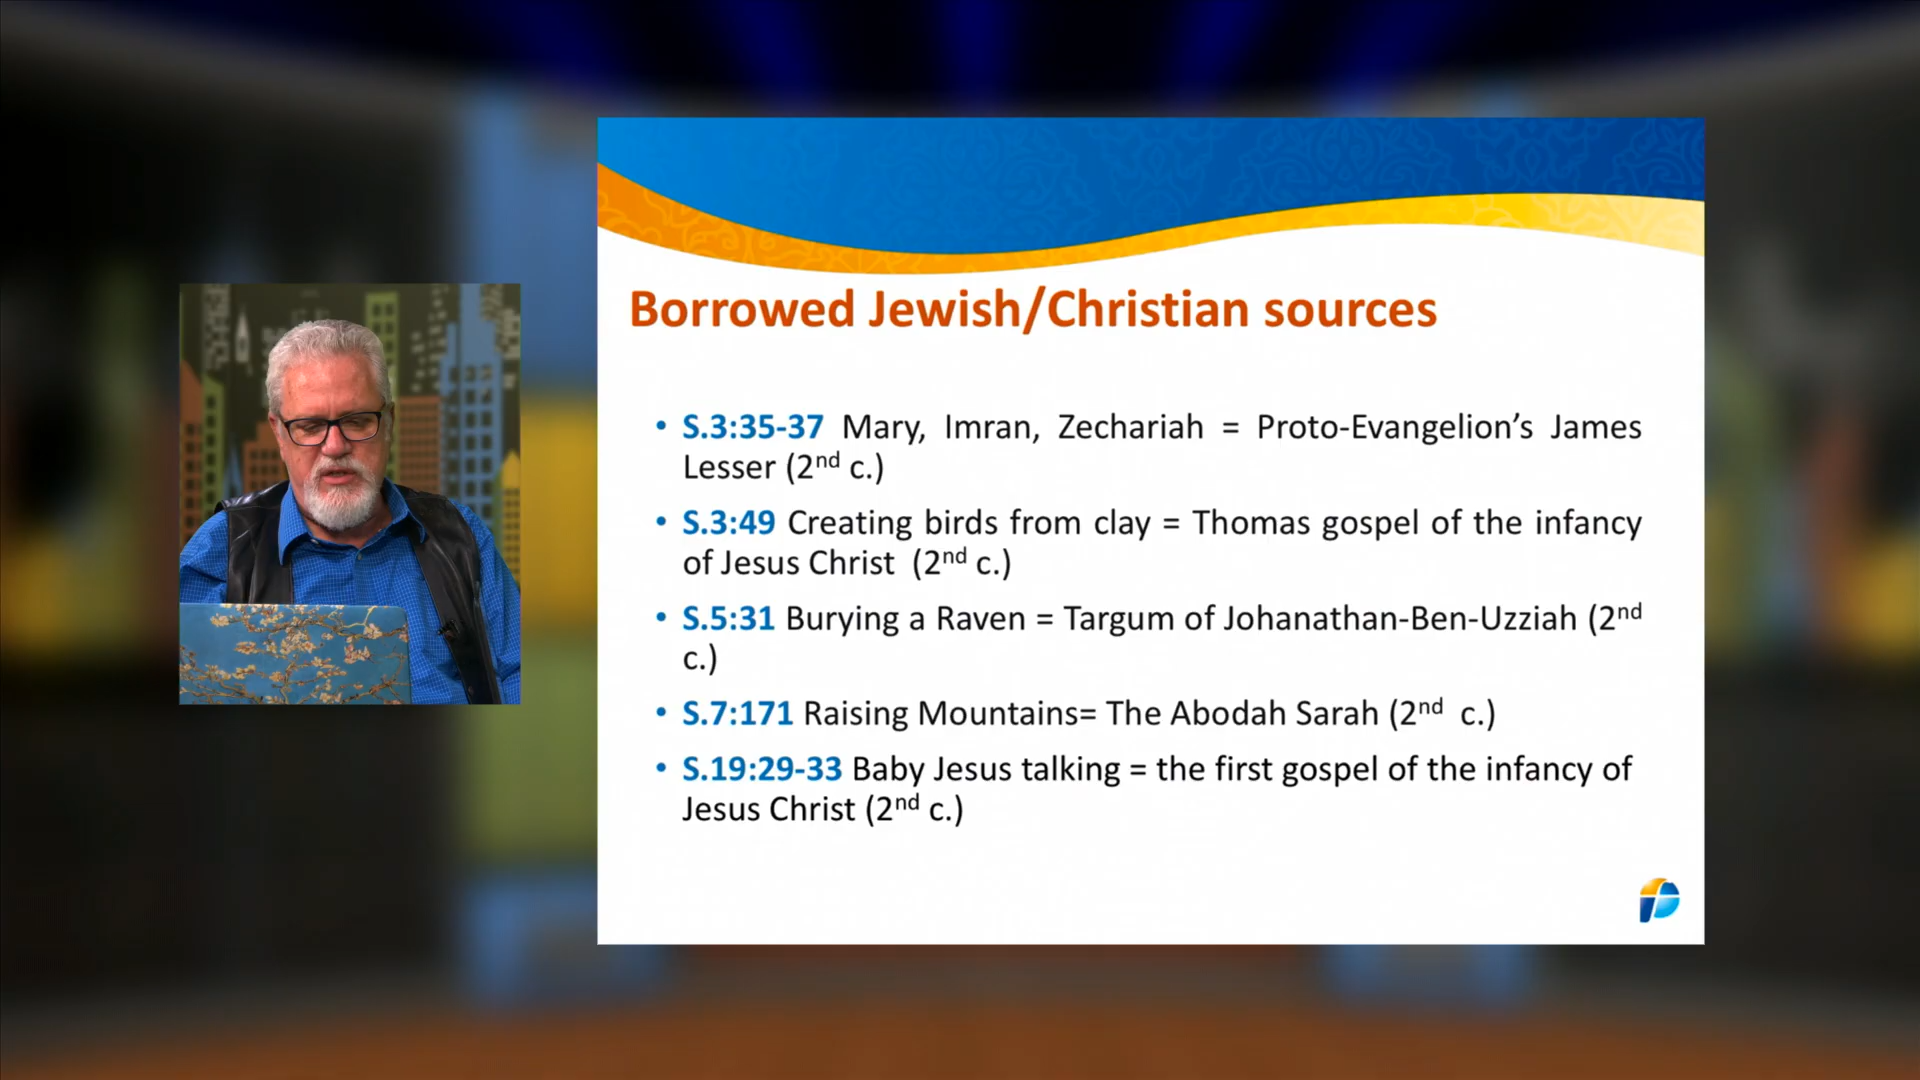 Borrowed Jewish/Christian sources
• S.3:35-37 Mary, Imran, Zechariah = Proto-Evangelion’s James
Lesser (2nd c.)
• S.3:49 Creating birds from clay = Thomas gospel of the infancy
of Jesus Christ (2nd c.)
• S.5:31 Burying a Raven = Targum of Johanathan-Ben-Uzziah (2nd
c.)
• S.7:171 Raising Mountains= The Abodah Sarah (2nd c.)
• S.19:29-33 Baby Jesus talking = the first gospel of the infancy of
Jesus Christ (2nd c.)